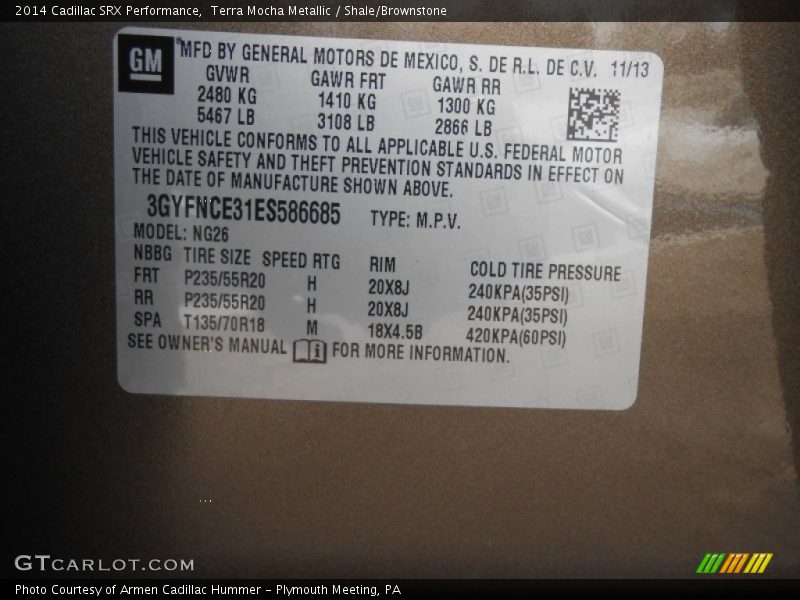 2014 Cadillac SRX Performance, Terra Mocha Metallic / Shale/Brownstone
GM
MFD BY GENERAL MOTORS DE MEXICO, S. DE R.L. DE C.V. 11/13
GVWR GAWR FRT GAWR RR
2480 KG 1410 KG 1300 KG
5467 LB 3108 LB 2866 LB
THIS VEHICLE CONFORMS TO ALL APPLICABLE U.S. FEDERAL MOTOR
VEHICLE SAFETY AND THEFT PREVENTION STANDARDS IN EFFECT ON
THE DATE OF MANUFACTURE SHOWN ABOVE.
3GYFNCE31ES586685 TYPE: M.P.V.
MODEL: NG26
NBBG TIRE SIZE SPEED RTG RIM COLD TIRE PRESSURE
FRT P235/55R20 H 20X8J 240KPA(35PSI)
RR P235/55R20 H 20X8J 240KPA(35PSI)
SPA T135/70R18 M 18X4.5B 420KPA(60PSI)
SEE OWNER'S MANUAL FOR MORE INFORMATION.
GTCARLOT.COM
Photo Courtesy of Armen Cadillac Hummer - Plymouth Meeting, PA